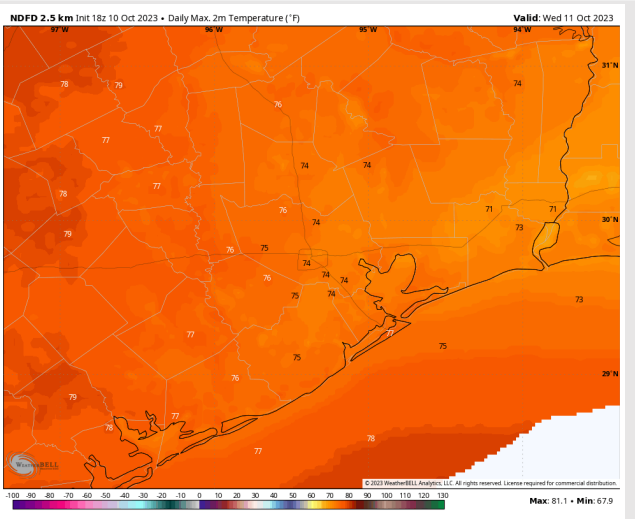 NDFD 2.5 km Init 18z 10 Oct 2023 • Daily Max. 2m Temperature (°F) Valid: Wed 11 Oct 2023
97°W 96°W 95°W 94°W
31°N
78 79 74
76
77 77
74 74
78 77
76 71 71
74 73 30°N
79
76 75
74
76 74 74
75 74 73
77 77
75
75
76 29°N
79
77
78
78
77
WeatherBELL
© 2023 WeatherBELL Analytics, LLC. All rights reserved. License required for commercial distribution.
-100 -90 -80 -70 -60 -50 -40 -30 -20 -10 0 10 20 30 40 50 60 70 80 90 100 110 120 130
Max: 81.1 • Min: 67.9